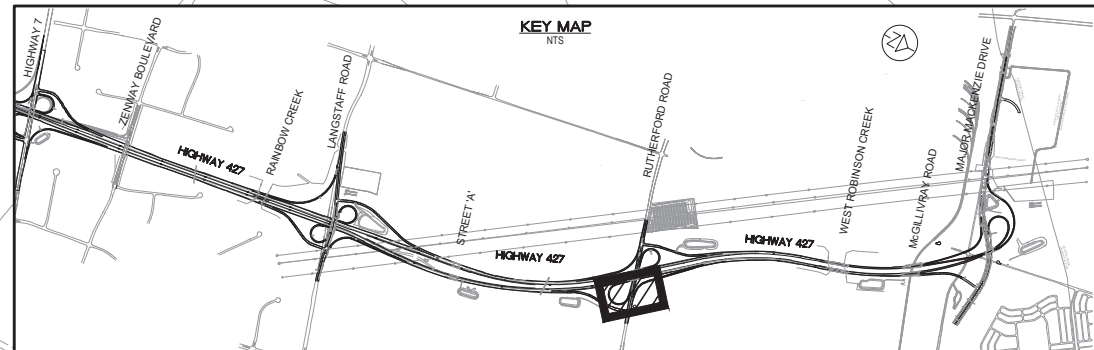 KEY MAP
NTS
HIGHWAY 7
ZENWAY BOULEVARD
HIGHWAY 427
RAINBOW CREEK
LANGSTAFF ROAD
STREET 'A'
HIGHWAY 427
RUTHERFORD ROAD
HIGHWAY 427
WEST ROBINSON CREEK
McGILLIVRAY ROAD
MAJOR MACKENZIE DRIVE